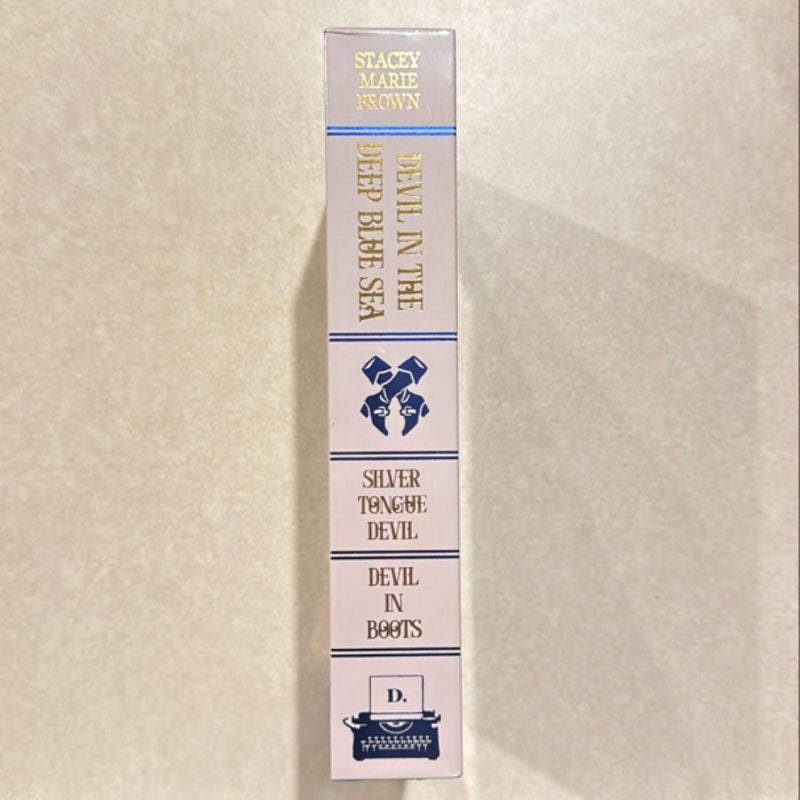 STACEY
MARIE
BROWN
DEVIL IN THE
DEEP BLUE SEA
SILVER
TONGUE
DEVIL
DEVIL
IN
BOOTS
D.